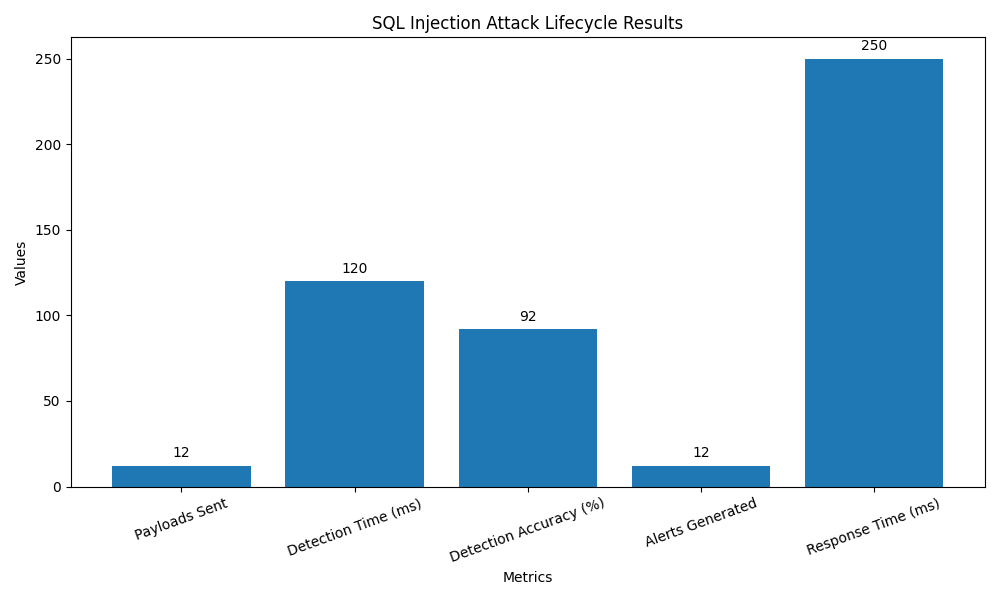 SQL Injection Attack Lifecycle Results
250
200
150
100
50
0
Values
12
120
92
12
250
Payloads Sent
Detection Time (ms)
Detection Accuracy (%)
Alerts Generated
Response Time (ms)
Metrics